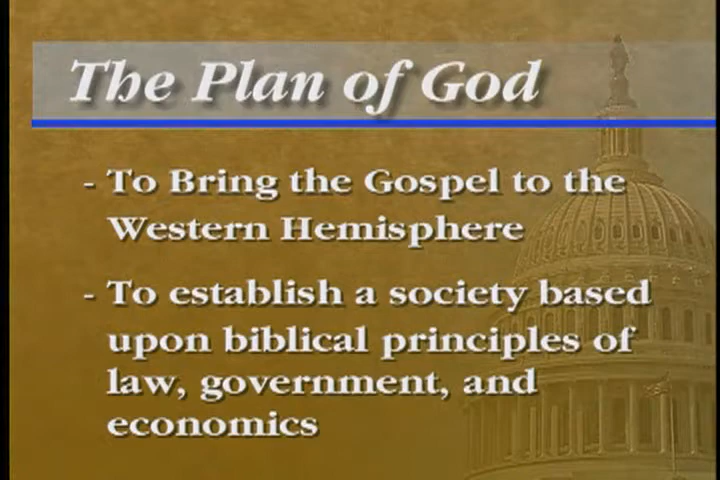 The Plan of God
- To Bring the Gospel to the
Western Hemisphere
- To establish a society based
upon biblical principles of
law, government, and
economics